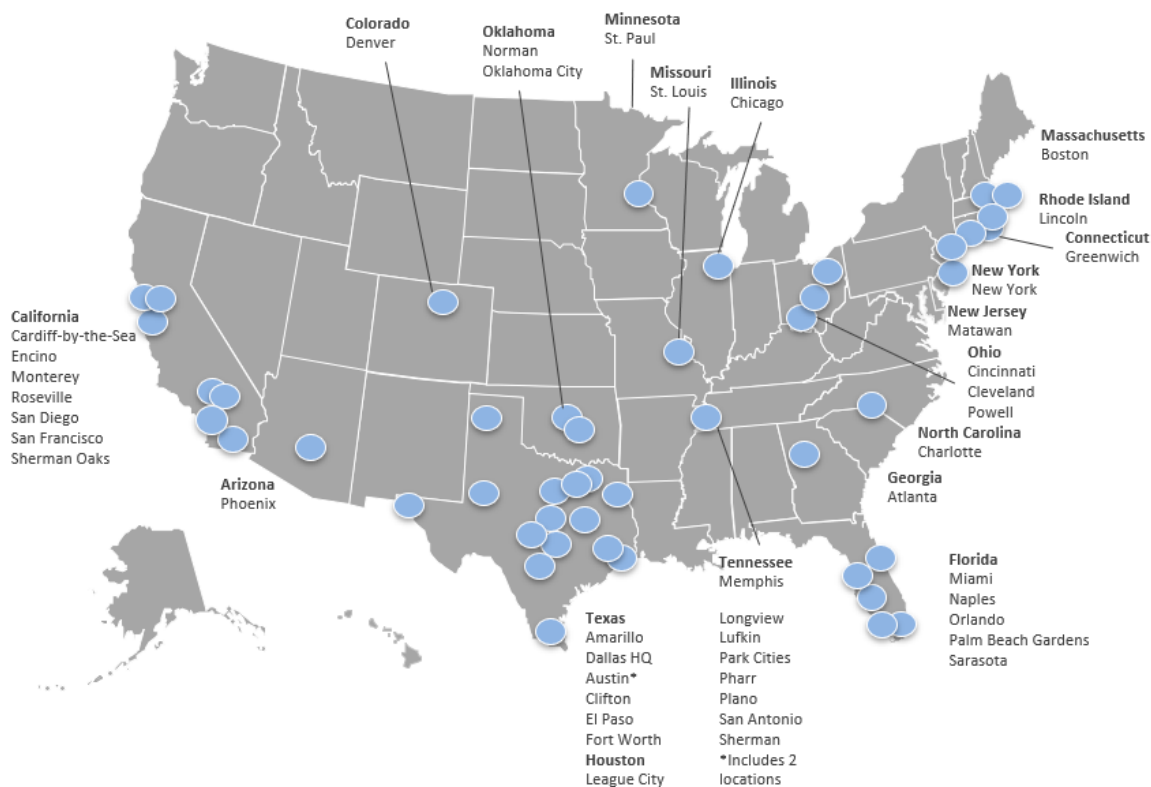 Colorado
Denver
Oklahoma
Norman
Oklahoma City
Minnesota
St. Paul
Missouri
St. Louis
Illinois
Chicago
Massachusetts
Boston
Rhode Island
Lincoln
Connecticut
Greenwich
New York
New York
New Jersey
Matawan
Ohio
Cincinnati
Cleveland
Powell
North Carolina
Charlotte
Georgia
Atlanta
California
Cardiff-by-the-Sea
Encino
Monterey
Roseville
San Diego
San Francisco
Sherman Oaks
Arizona
Phoenix
Tennessee
Memphis
Florida
Miami
Naples
Orlando
Palm Beach Gardens
Sarasota
Texas
Amarillo
Dallas HQ
Austin*
Clifton
El Paso
Fort Worth
Houston
League City
Longview
Lufkin
Park Cities
Pharr
Plano
San Antonio
Sherman
*Includes 2
locations